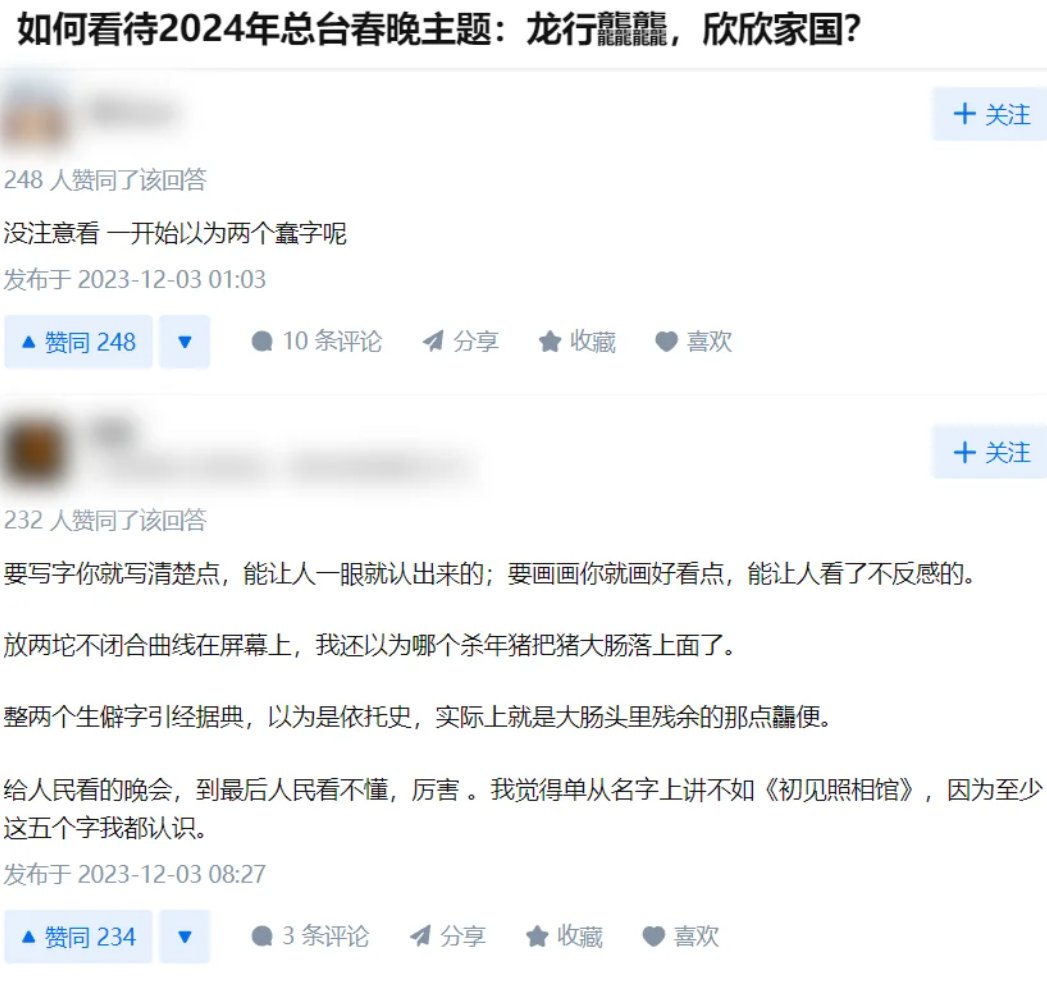 如何看待2024年总台春晚主题：龙行龘龘，欣欣家国？
+ 关注
248 人赞同了该回答
没注意看 一开始以为两个蠢字呢
发布于 2023-12-03 01:03
▲ 赞同 248 ▼ 10 条评论 分享 收藏 喜欢
+ 关注
232 人赞同了该回答
要写字你就写清楚点，能让人一眼就认出来的；要画画你就画好看点，能让人看了不反感的。
放两坨不闭合曲线在屏幕上，我还以为哪个杀年猪把猪大肠落上面了。
整两个生僻字引经据典，以为是依托史，实际上就是大肠头里残余的那点龘便。
给人民看的晚会，到最后人民看不懂，厉害 。我觉得单从名字上讲不如《初见照相馆》，因为至少
这五个字我都认识。
发布于 2023-12-03 08:27
▲ 赞同 234 ▼ 3 条评论 分享 收藏 喜欢